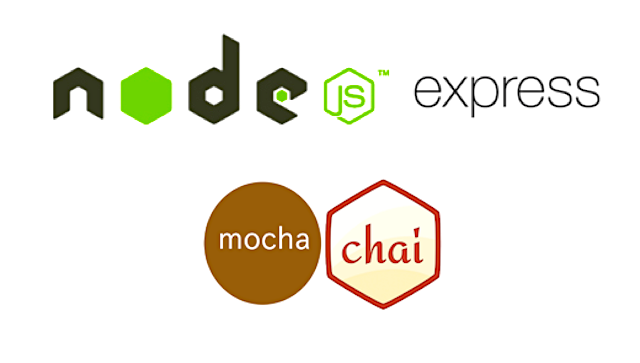 node JS™ express
mocha chai